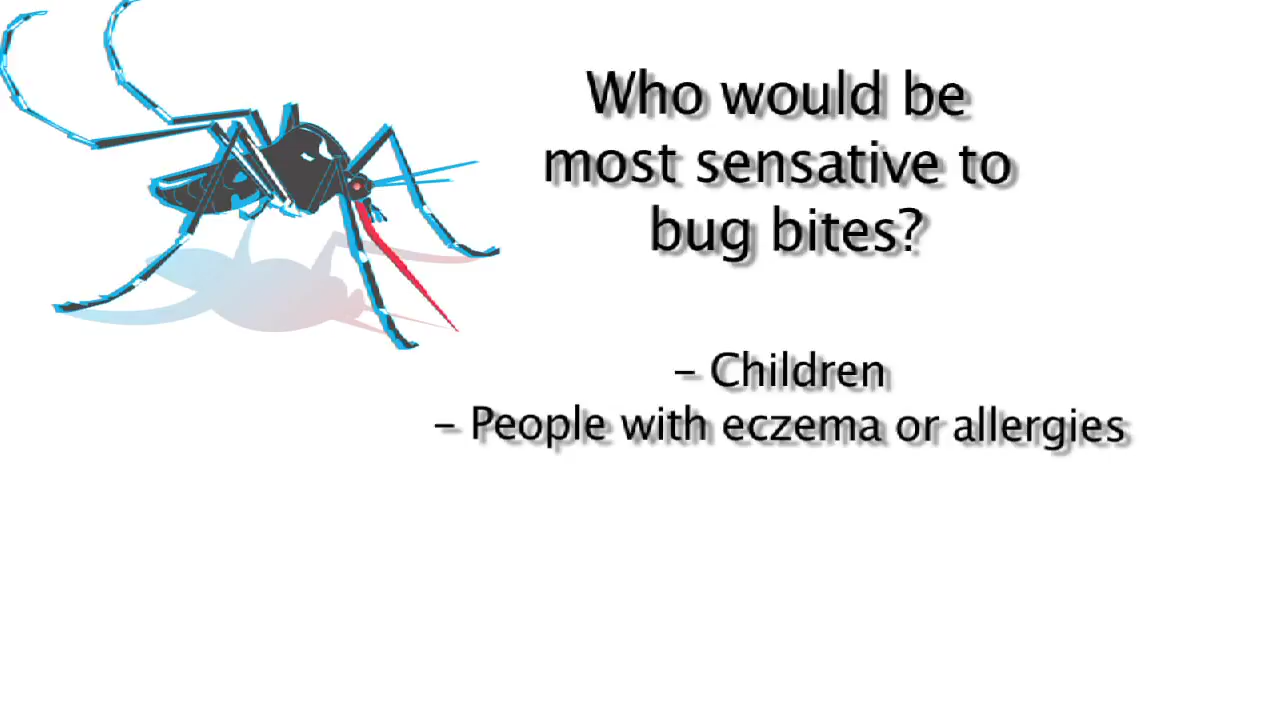 Who would be
most sensative to
bug bites?
- Children
- People with eczema or allergies